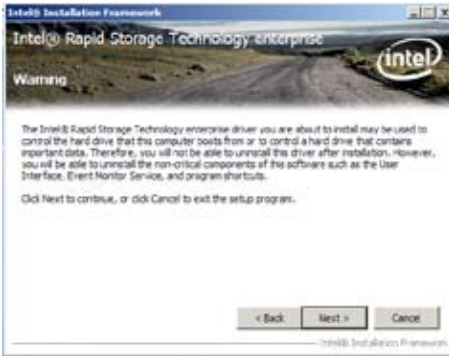 Intel® Installation Framework
Intel® Rapid Storage Technology enterprise
intel
Warning
The Intel® Rapid Storage Technology enterprise driver you are about to install may be used to
control the hard drive that this computer boots from or to control a hard drive that contains
important data. Therefore, you will not be able to uninstall this driver after installation. However,
you will be able to uninstall the non-critical components of this software such as the User
Interface, Event Monitor Service, and program shortcuts.
Click Next to continue, or click Cancel to exit the setup program.
< Back Next > Cancel
Intel® Installation Framework